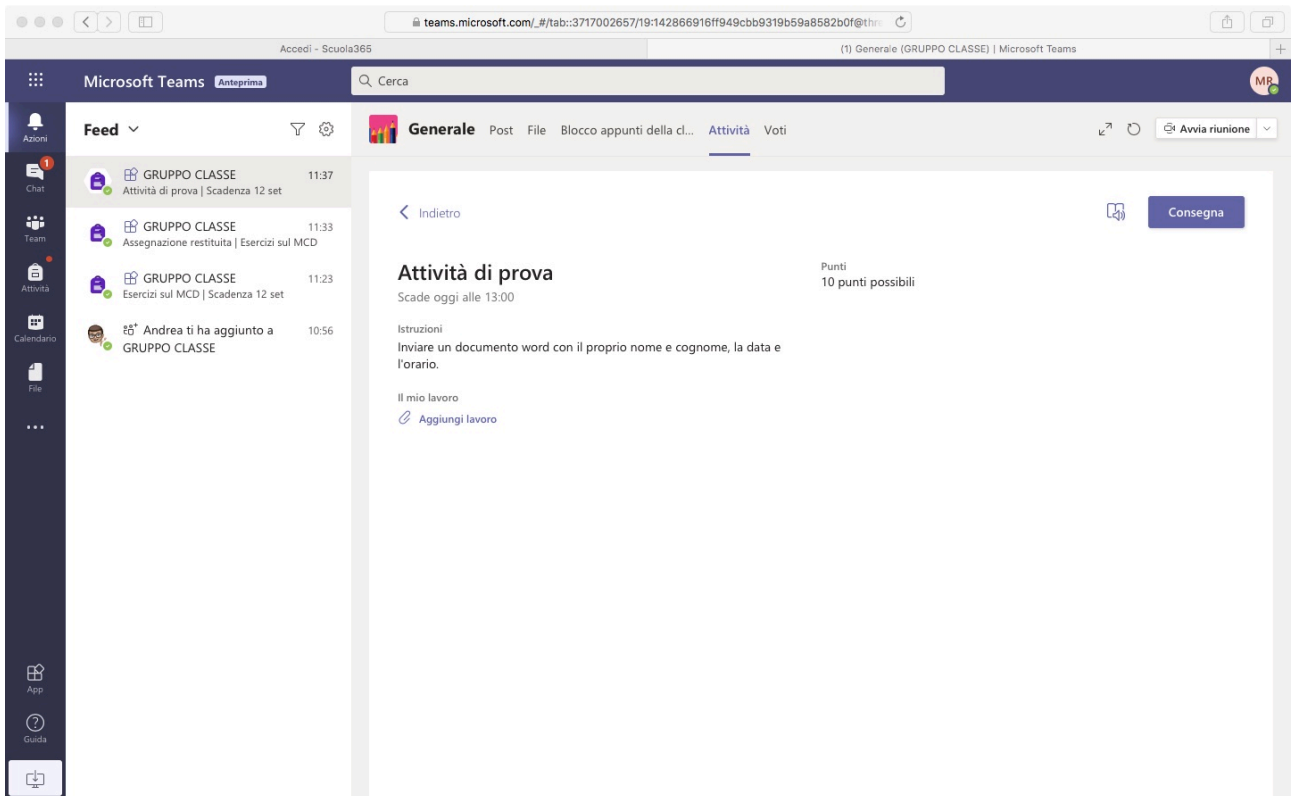 teams.microsoft.com/_#/tab::3717002657/19:142866916ff949cbb9319b59a8582b0f@thr
Accedi - Scuola365
(1) Generale (GRUPPO CLASSE) | Microsoft Teams
Microsoft Teams Anteprima
Cerca
MR
Azioni
Chat
1
Team
Attività
Calendario
File
App
Guida
Feed
GRUPPO CLASSE 11:37
Attività di prova | Scadenza 12 set
GRUPPO CLASSE 11:33
Assegnazione restituita | Esercizi sul MCD
GRUPPO CLASSE 11:23
Esercizi sul MCD | Scadenza 12 set
Andrea ti ha aggiunto a 10:56
GRUPPO CLASSE
Generale Post File Blocco appunti della cl... Attività Voti
Avvia riunione
Indietro
Consegna
Attività di prova
Scade oggi alle 13:00
Istruzioni
Inviare un documento word con il proprio nome e cognome, la data e
l'orario.
Il mio lavoro
Aggiungi lavoro
Punti
10 punti possibili